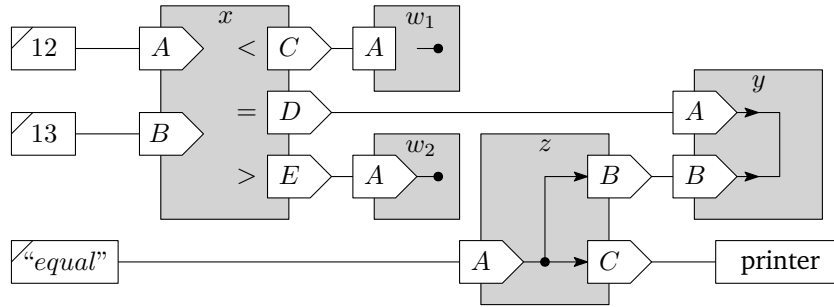 x
w₁
12
A
<
C
A
y
13
B
=
D
A
w₂
z
>
E
A
B
B
"equal"
A
C
printer